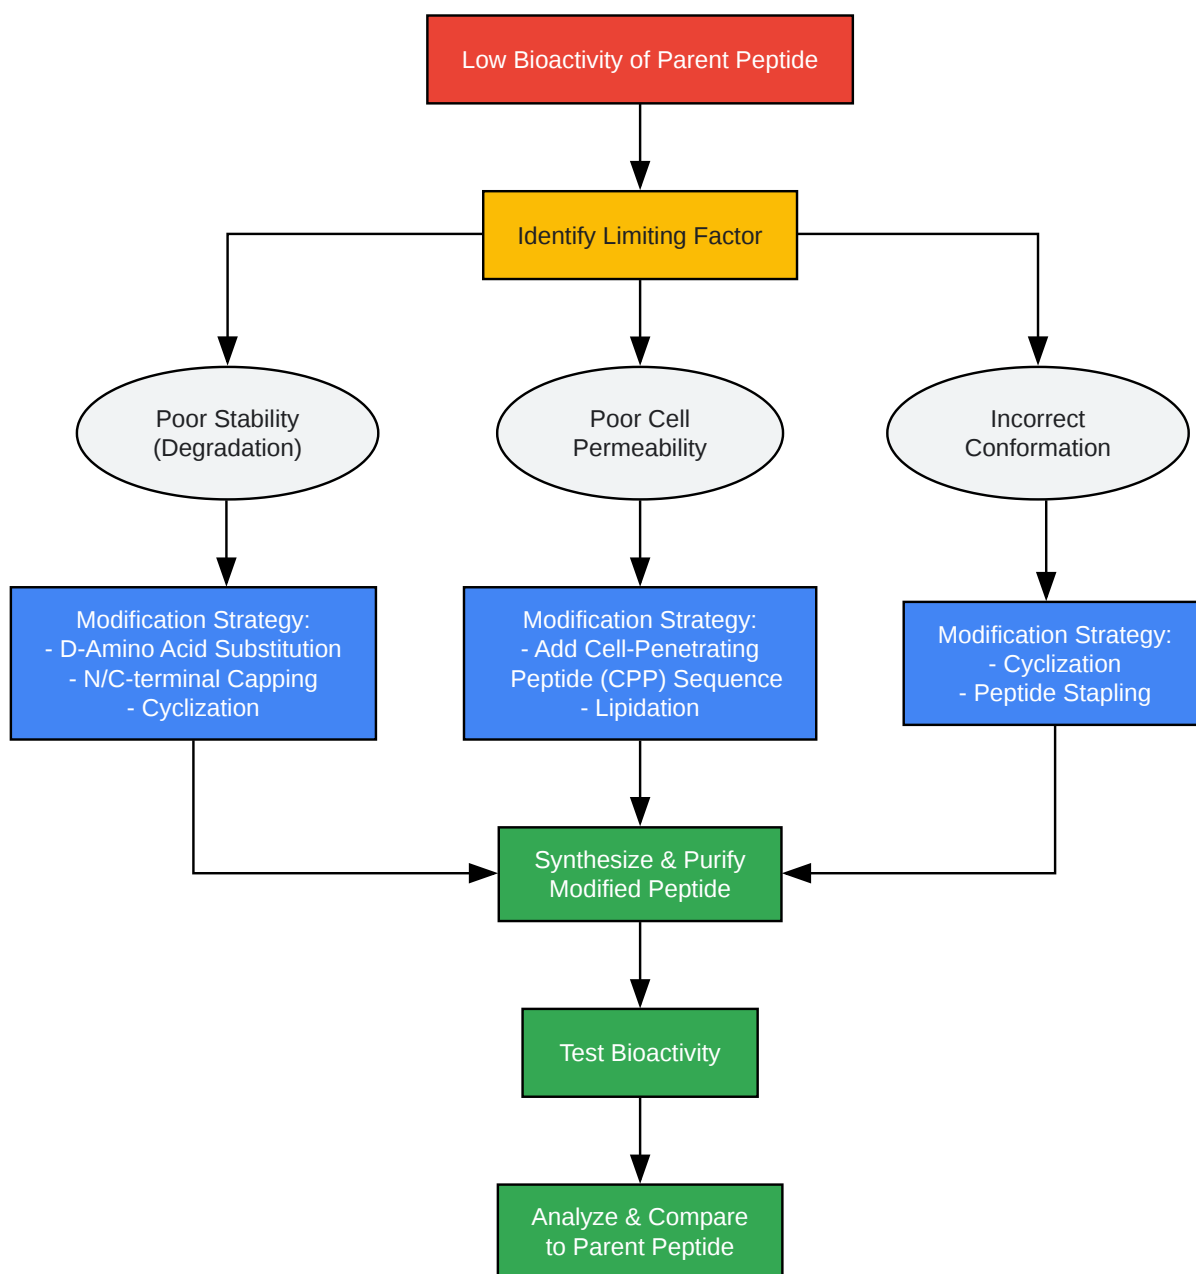 Low Bioactivity of Parent Peptide
Identify Limiting Factor
Poor Stability
(Degradation)
Poor Cell
Permeability
Incorrect
Conformation
Modification Strategy:
- D-Amino Acid Substitution
- N/C-terminal Capping
- Cyclization
Modification Strategy:
- Add Cell-Penetrating
Peptide (CPP) Sequence
- Lipidation
Modification Strategy:
- Cyclization
- Peptide Stapling
Synthesize & Purify
Modified Peptide
Test Bioactivity
Analyze & Compare
to Parent Peptide